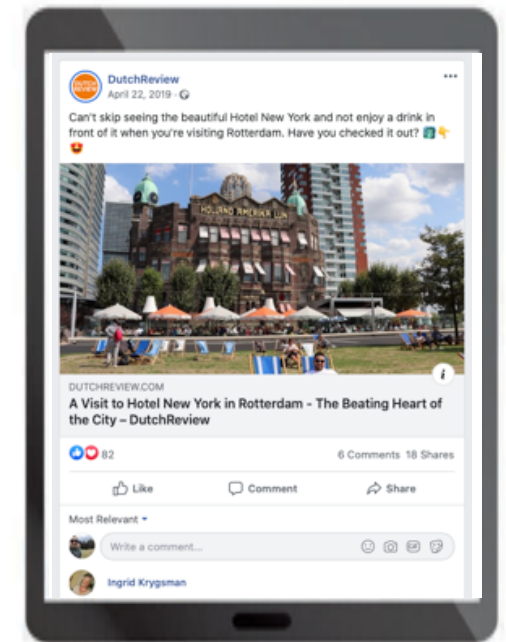 DUTCH
REVIEW
DutchReview
April 22, 2019 ·
Can't skip seeing the beautiful Hotel New York and not enjoy a drink in
front of it when you're visiting Rotterdam. Have you checked it out? 🗽👇
😍
HOLLAND AMERIKA LIJN
DUTCHREVIEW.COM
A Visit to Hotel New York in Rotterdam - The Beating Heart of
the City – DutchReview
82
6 Comments 18 Shares
Like Comment Share
Most Relevant
Write a comment...
GIF
Ingrid Krygsman